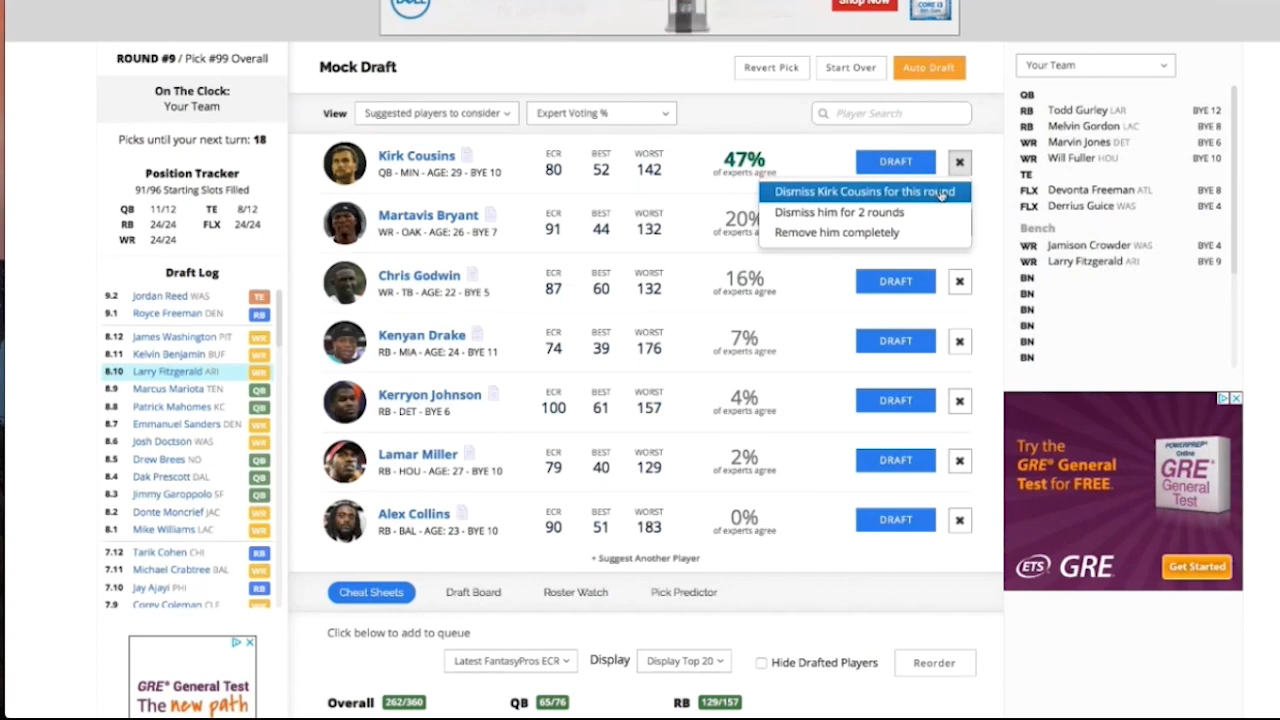 DELL
Shop Now
CORE i3
ROUND #9 / Pick #99 Overall
On The Clock:
Your Team
Picks until your next turn: 18
Position Tracker
91/96 Starting Slots Filled
QB 11/12 TE 8/12
RB 24/24 FLX 24/24
WR 24/24
Draft Log
9.2 Jordan Reed WAS TE
9.1 Royce Freeman DEN RB
8.12 James Washington PIT WR
8.11 Kelvin Benjamin BUF WR
8.10 Larry Fitzgerald ARI WR
8.9 Marcus Mariota TEN QB
8.8 Patrick Mahomes KC QB
8.7 Emmanuel Sanders DEN WR
8.6 Josh Doctson WAS WR
8.5 Drew Brees NO QB
8.4 Dak Prescott DAL QB
8.3 Jimmy Garoppolo SF QB
8.2 Donte Moncrief JAC WR
8.1 Mike Williams LAC WR
7.12 Tarik Cohen CHI RB
7.11 Michael Crabtree BAL WR
7.10 Jay Ajayi PHI RB
7.9 Corey Coleman CLE WR
GRE® General Test
The new path
Mock Draft
Revert Pick Start Over Auto Draft
View Suggested players to consider Expert Voting % Player Search
Kirk Cousins
QB - MIN - AGE: 29 - BYE 10
ECR BEST WORST
80 52 142
47%
of experts agree
DRAFT
Dismiss Kirk Cousins for this round
Dismiss him for 2 rounds
Remove him completely
Martavis Bryant
WR - OAK - AGE: 26 - BYE 7
ECR BEST WORST
91 44 132
20%
of experts a
Chris Godwin
WR - TB - AGE: 22 - BYE 5
ECR BEST WORST
87 60 132
16%
of experts agree
DRAFT
Kenyan Drake
RB - MIA - AGE: 24 - BYE 11
ECR BEST WORST
74 39 176
7%
of experts agree
DRAFT
Kerryon Johnson
RB - DET - BYE 6
ECR BEST WORST
100 61 157
4%
of experts agree
DRAFT
Lamar Miller
RB - HOU - AGE: 27 - BYE 10
ECR BEST WORST
79 40 129
2%
of experts agree
DRAFT
Alex Collins
RB - BAL - AGE: 23 - BYE 10
ECR BEST WORST
90 51 183
0%
of experts agree
DRAFT
+ Suggest Another Player
Cheat Sheets Draft Board Roster Watch Pick Predictor
Click below to add to queue
Latest FantasyPros ECR Display Display Top 20 Hide Drafted Players Reorder
Overall 262/360 QB 65/76 RB 129/157
Your Team
QB
RB Todd Gurley LAR BYE 12
RB Melvin Gordon LAC BYE 8
WR Marvin Jones DET BYE 6
WR Will Fuller HOU BYE 10
TE
FLX Devonta Freeman ATL BYE 8
FLX Derrius Guice WAS BYE 4
Bench
WR Jamison Crowder WAS BYE 4
WR Larry Fitzgerald ARI BYE 9
BN
BN
BN
BN
BN
BN
Try the
GRE® General
Test for FREE.
POWERPREP®
Online
GRE®
General
Test
ETS GRE
Get Started